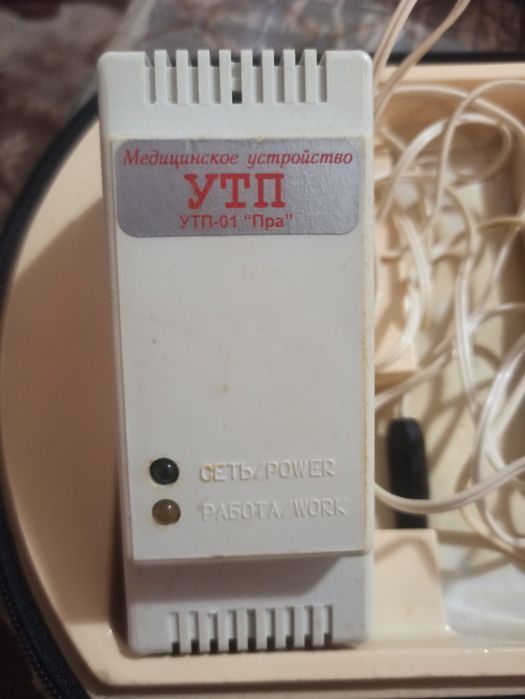 Медицинское устройство
УТП
УТП-01 "Пра"
СЕТЬ/POWER
РАБОТА/WORK